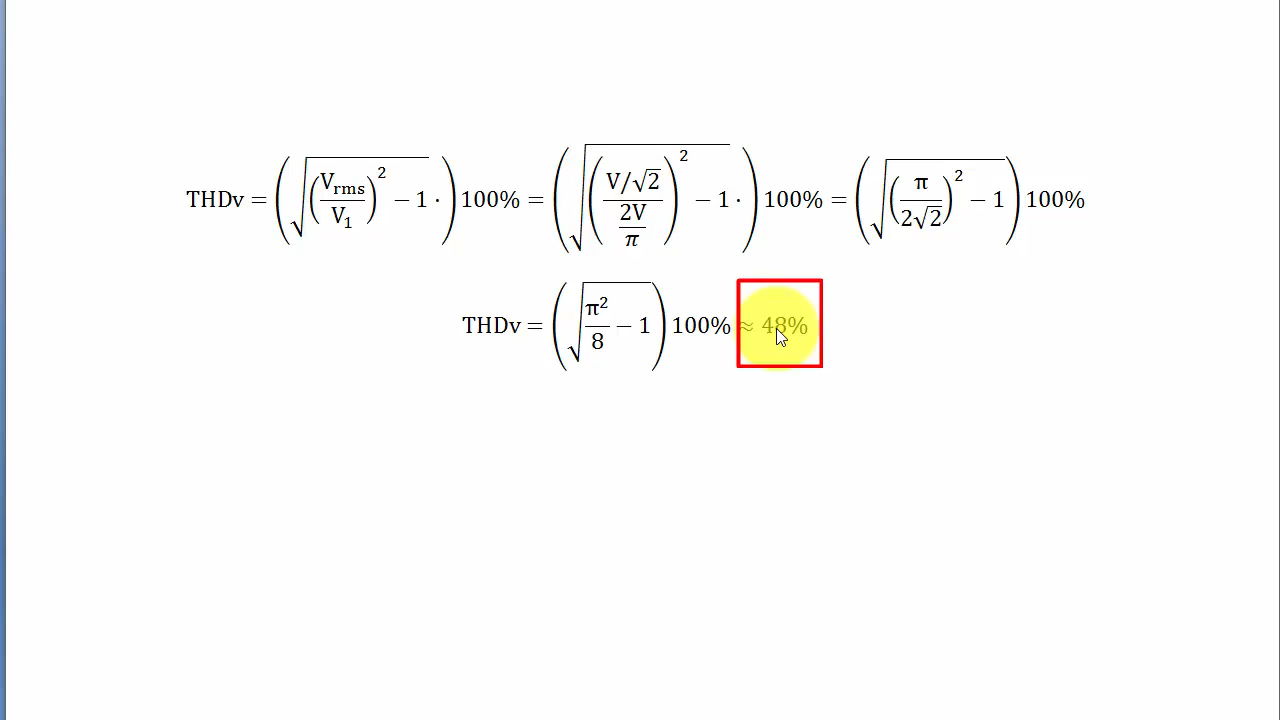 THDv = (√((V_rms/V_1)^2 − 1) ·) 100% = (√(((V/√2)/(2V/π))^2 − 1) ·) 100% = (√((π/(2√2))^2 − 1)) 100%
THDv = (√(π^2/8 − 1)) 100% ≈ 48%